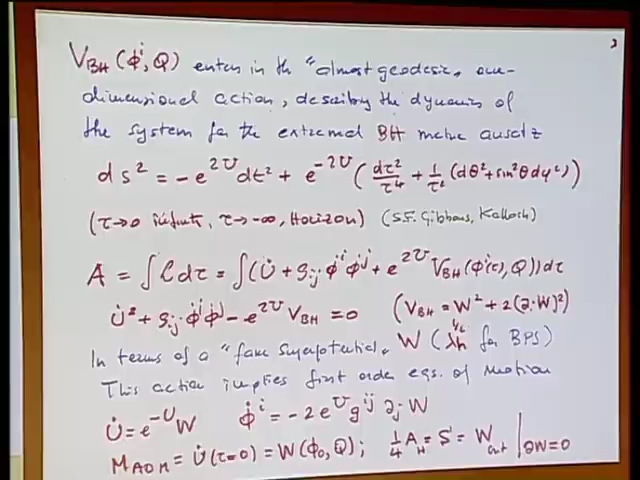 V_BH (ϕ^i, Q) enters in the "almost geodesic„ one-
dimensional action, describing the dynamics of
the system for the extremal BH metric ansatz
ds² = -e^{2U} dt² + e^{-2U} ( dτ²/τ⁴ + 1/τ² (dθ² + sin²θ dφ²) )
(τ→0 infinity, τ→-∞, Horizon) (S.F. Gibbons, Kallosh)
A = ∫ℒdτ = ∫(U̇ + g_ij ϕ̇^i ϕ̇^j + e^{2U} V_BH(ϕ^i(τ), Q)) dτ
U̇² + g_ij ϕ̇^i ϕ̇^j - e^{2U} V_BH = 0 (V_BH = W² + 2(∂_i W)²)
In terms of a "fake superpotential„ W ( for BPS)
This action implies first order eqs. of motion
U̇ = e^{-U} W ϕ̇^i = -2 e^U g^{ij} ∂_j W
M_ADM = U̇(τ=0) = W(ϕ_0, Q); 1/4 A_H = S = W_crit |_{∂W=0}